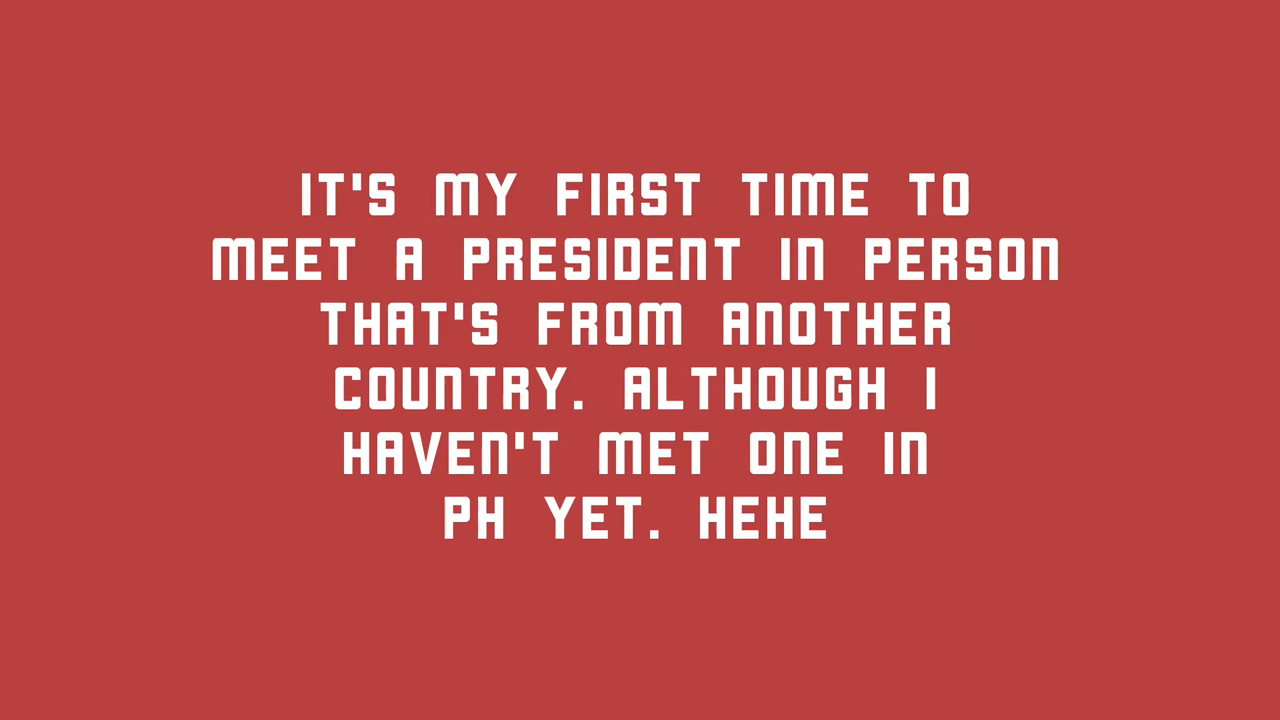 IT'S MY FIRST TIME TO
MEET A PRESIDENT IN PERSON
THAT'S FROM ANOTHER
COUNTRY. ALTHOUGH I
HAVEN'T MET ONE IN
PH YET. HEHE